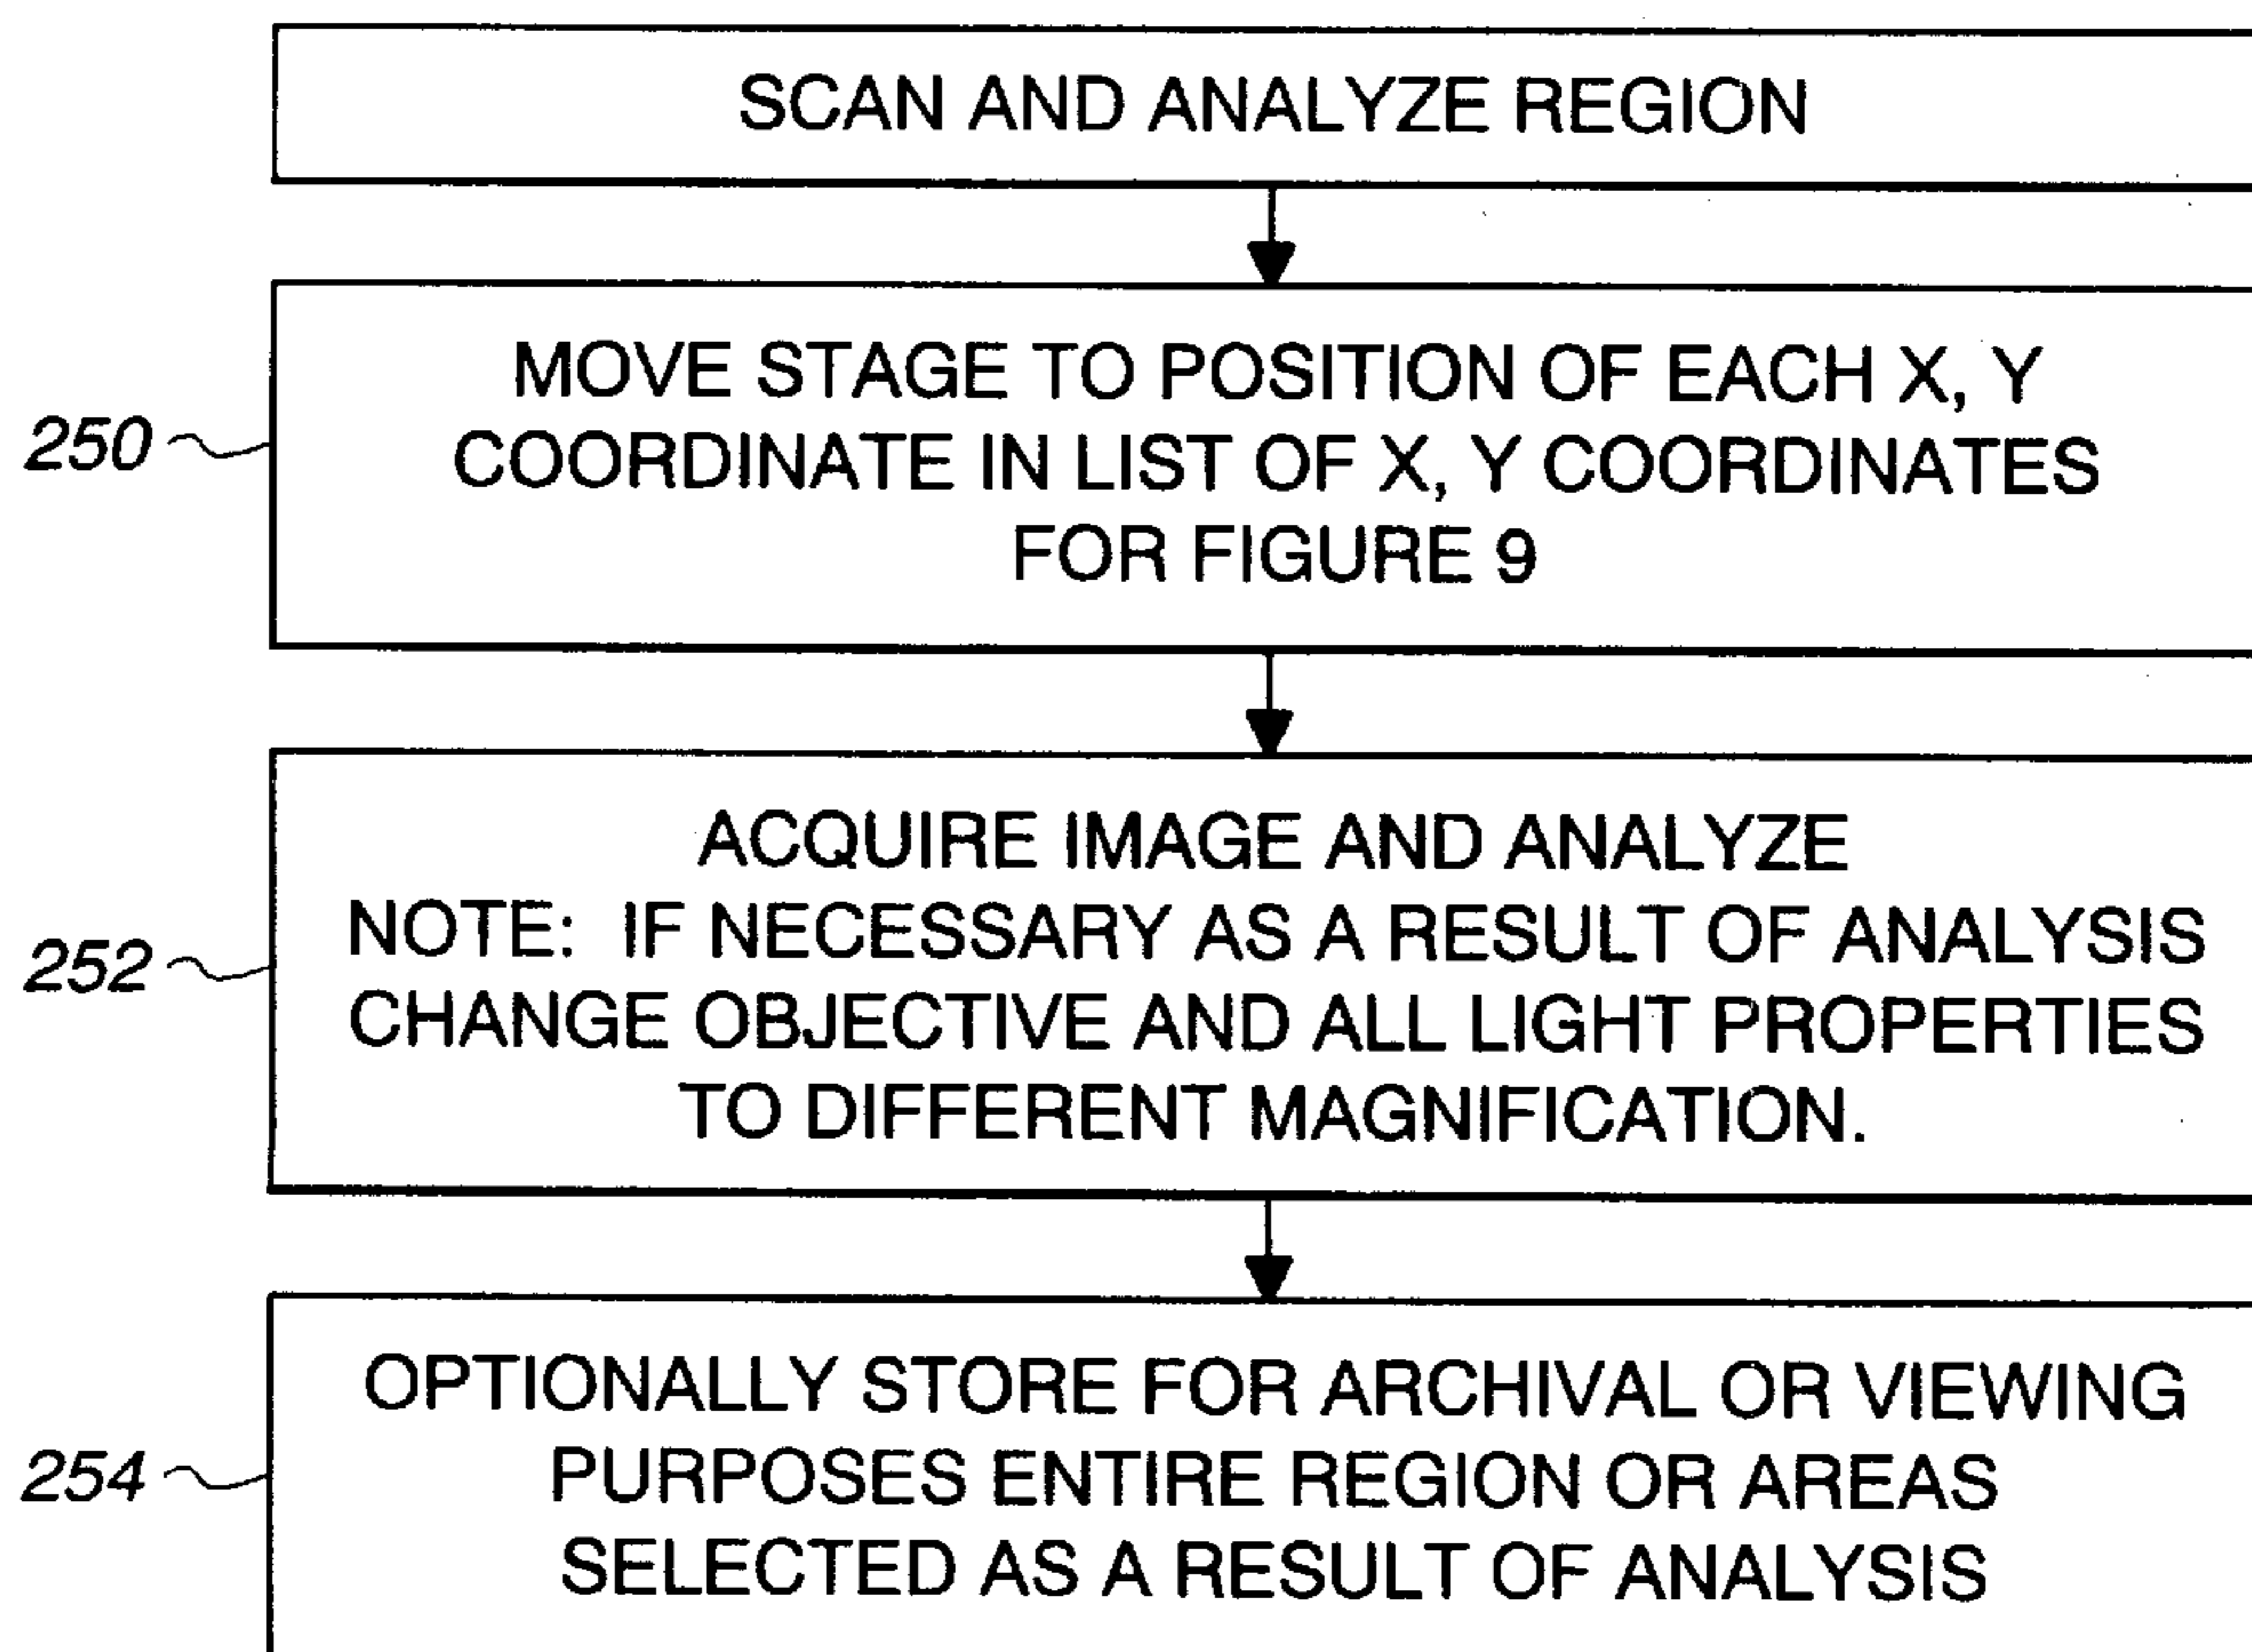 SCAN AND ANALYZE REGION
MOVE STAGE TO POSITION OF EACH X, Y
250
COORDINATE IN LIST OF X, Y COORDINATES
FOR FIGURE 9
ACQUIRE IMAGE AND ANALYZE
NOTE: IF NECESSARY AS A RESULT OF ANALYSIS
252
CHANGE OBJECTIVE AND ALL LIGHT PROPERTIES
TO DIFFERENT MAGNIFICATION.
OPTIONALLY STORE FOR ARCHIVAL OR VIEWING
254
PURPOSES ENTIRE REGION OR AREAS
SELECTED AS A RESULT OF ANALYSIS